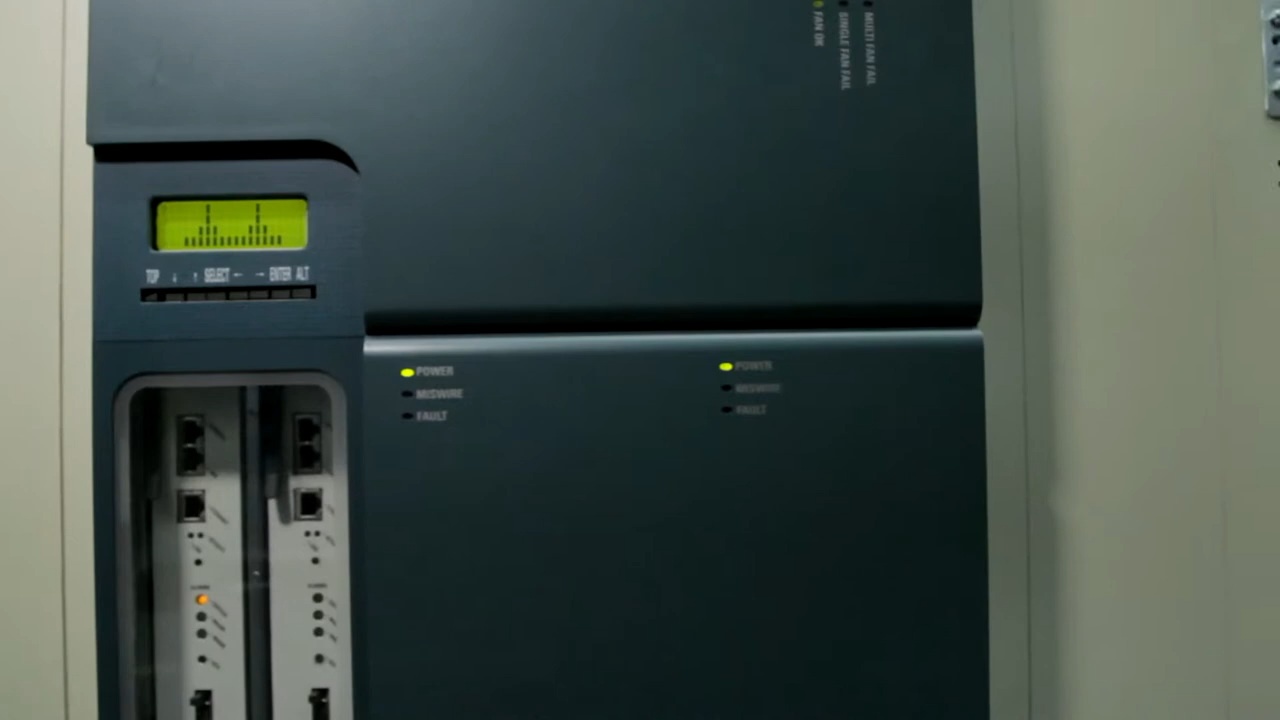 FAN OK
SINGLE FAN FAIL
MULTI FAN FAIL
TOP ↓ ↑ SELECT ← → ENTER ALT
POWER
MISWIRE
FAULT
POWER
MISWIRE
FAULT